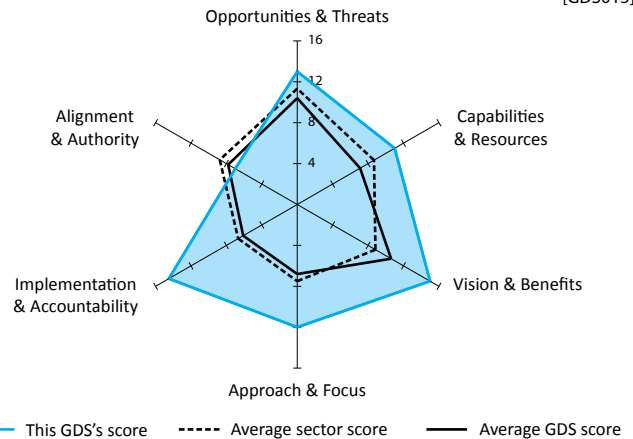 Opportunities & Threats
16
12
8
4
Alignment
& Authority
Capabilities
& Resources
Implementation
& Accountability
Vision & Benefits
Approach & Focus
This GDS's score
Average sector score
Average GDS score